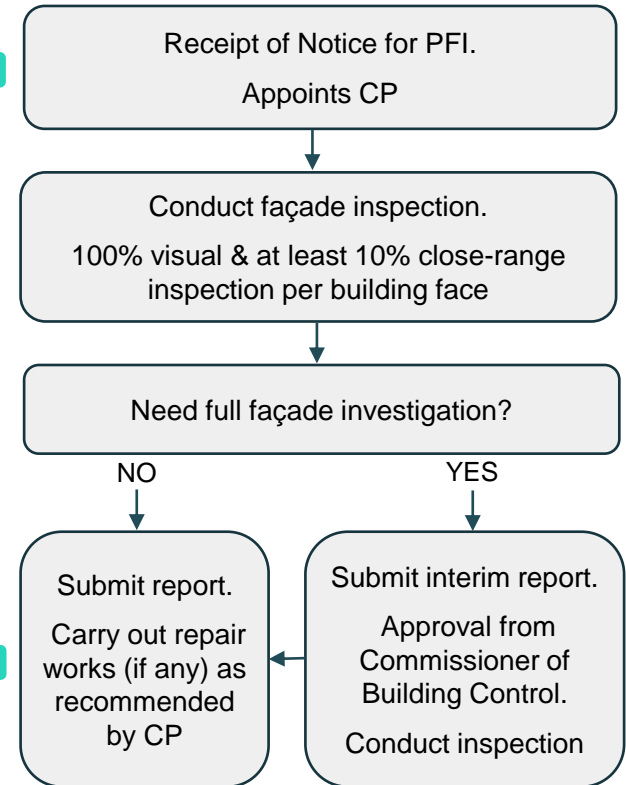 Receipt of Notice for PFI.
Appoints CP
Conduct façade inspection.
100% visual & at least 10% close-range
inspection per building face
Need full façade investigation?
NO
YES
Submit report.
Carry out repair
works (if any) as
recommended
by CP
Submit interim report.
Approval from
Commissioner of
Building Control.
Conduct inspection